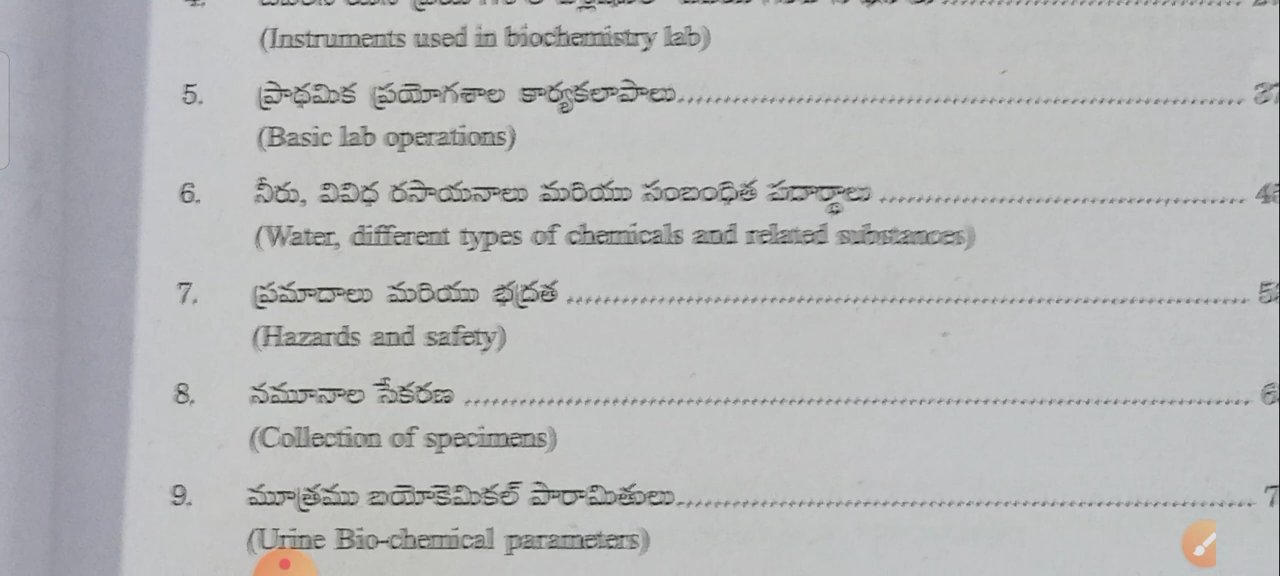 (Instruments used in biochemistry lab)
5. ప్రాథమిక ప్రయోగశాల కార్యకలాపాలు
(Basic lab operations)
6. నీరు, వివిధ రసాయనాలు మరియు సంబంధిత పదార్థాలు
(Water, different types of chemicals and related substances)
7. ప్రమాదాలు మరియు భద్రత
(Hazards and safety)
8. నమూనాల సేకరణ
(Collection of specimens)
9. మూత్రము బయోకెమికల్ పారామితులు
(Urine Bio-chemical parameters)